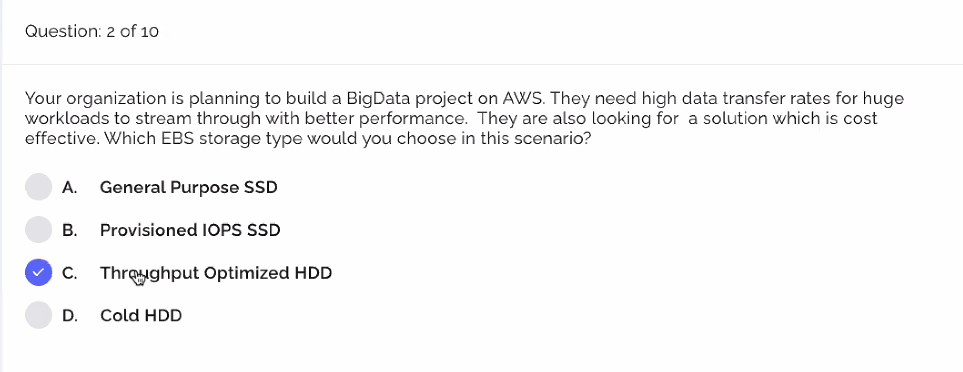 Question: 2 of 10
Your organization is planning to build a BigData project on AWS. They need high data transfer rates for huge
workloads to stream through with better performance.  They are also looking for  a solution which is cost
effective. Which EBS storage type would you choose in this scenario?
A. General Purpose SSD
B. Provisioned IOPS SSD
C. Throughput Optimized HDD
D. Cold HDD